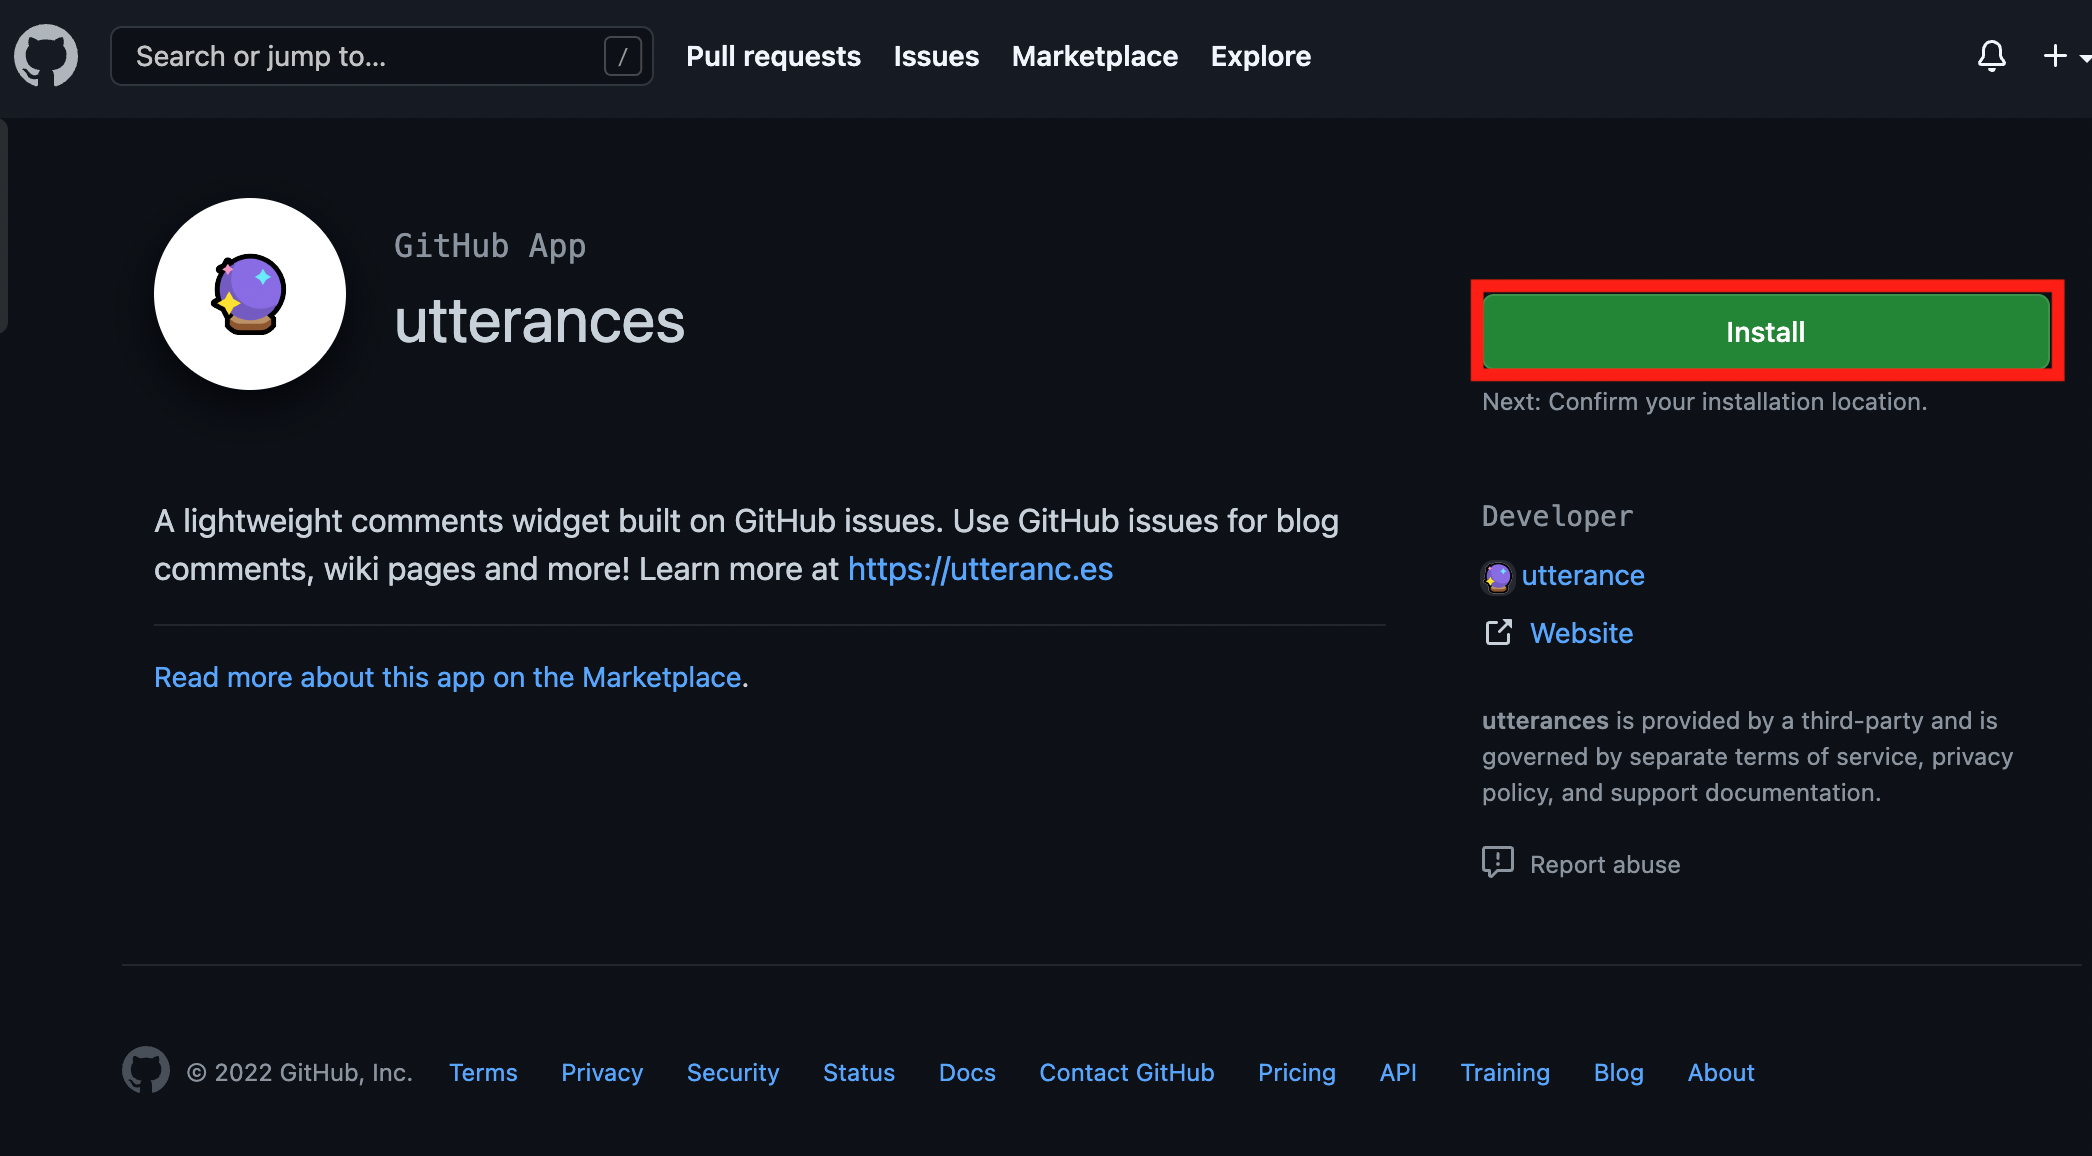 Search or jump to... /
Pull requests Issues Marketplace Explore
GitHub App
utterances
Install
Next: Confirm your installation location.
A lightweight comments widget built on GitHub issues. Use GitHub issues for blog
comments, wiki pages and more! Learn more at https://utteranc.es
Read more about this app on the Marketplace.
Developer
utterance
Website
utterances is provided by a third-party and is
governed by separate terms of service, privacy
policy, and support documentation.
Report abuse
© 2022 GitHub, Inc. Terms Privacy Security Status Docs Contact GitHub Pricing API Training Blog About